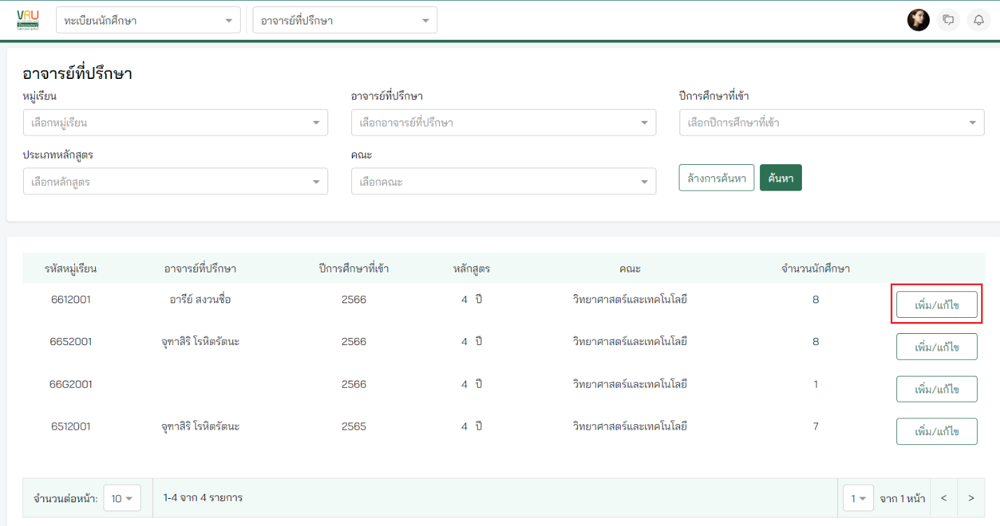 VRU ทะเบียนนักศึกษา อาจารย์ที่ปรึกษา
อาจารย์ที่ปรึกษา
หมู่เรียน อาจารย์ที่ปรึกษา ปีการศึกษาที่เข้า
เลือกหมู่เรียน เลือกอาจารย์ที่ปรึกษา เลือกปีการศึกษาที่เข้า
ประเภทหลักสูตร คณะ
เลือกหลักสูตร เลือกคณะ ล้างการค้นหา ค้นหา
รหัสหมู่เรียน อาจารย์ที่ปรึกษา ปีการศึกษาที่เข้า หลักสูตร คณะ จำนวนนักศึกษา
6612001 อารีย์ สงวนชื่อ 2566 4 ปี วิทยาศาสตร์และเทคโนโลยี 8 เพิ่ม/แก้ไข
6652001 จุฑาสิริ โรหิตรัตนะ 2566 4 ปี วิทยาศาสตร์และเทคโนโลยี 8 เพิ่ม/แก้ไข
66G2001 2566 4 ปี วิทยาศาสตร์และเทคโนโลยี 1 เพิ่ม/แก้ไข
6512001 จุฑาสิริ โรหิตรัตนะ 2565 4 ปี วิทยาศาสตร์และเทคโนโลยี 7 เพิ่ม/แก้ไข
จำนวนต่อหน้า: 10 1-4 จาก 4 รายการ 1 จาก 1 หน้า < >